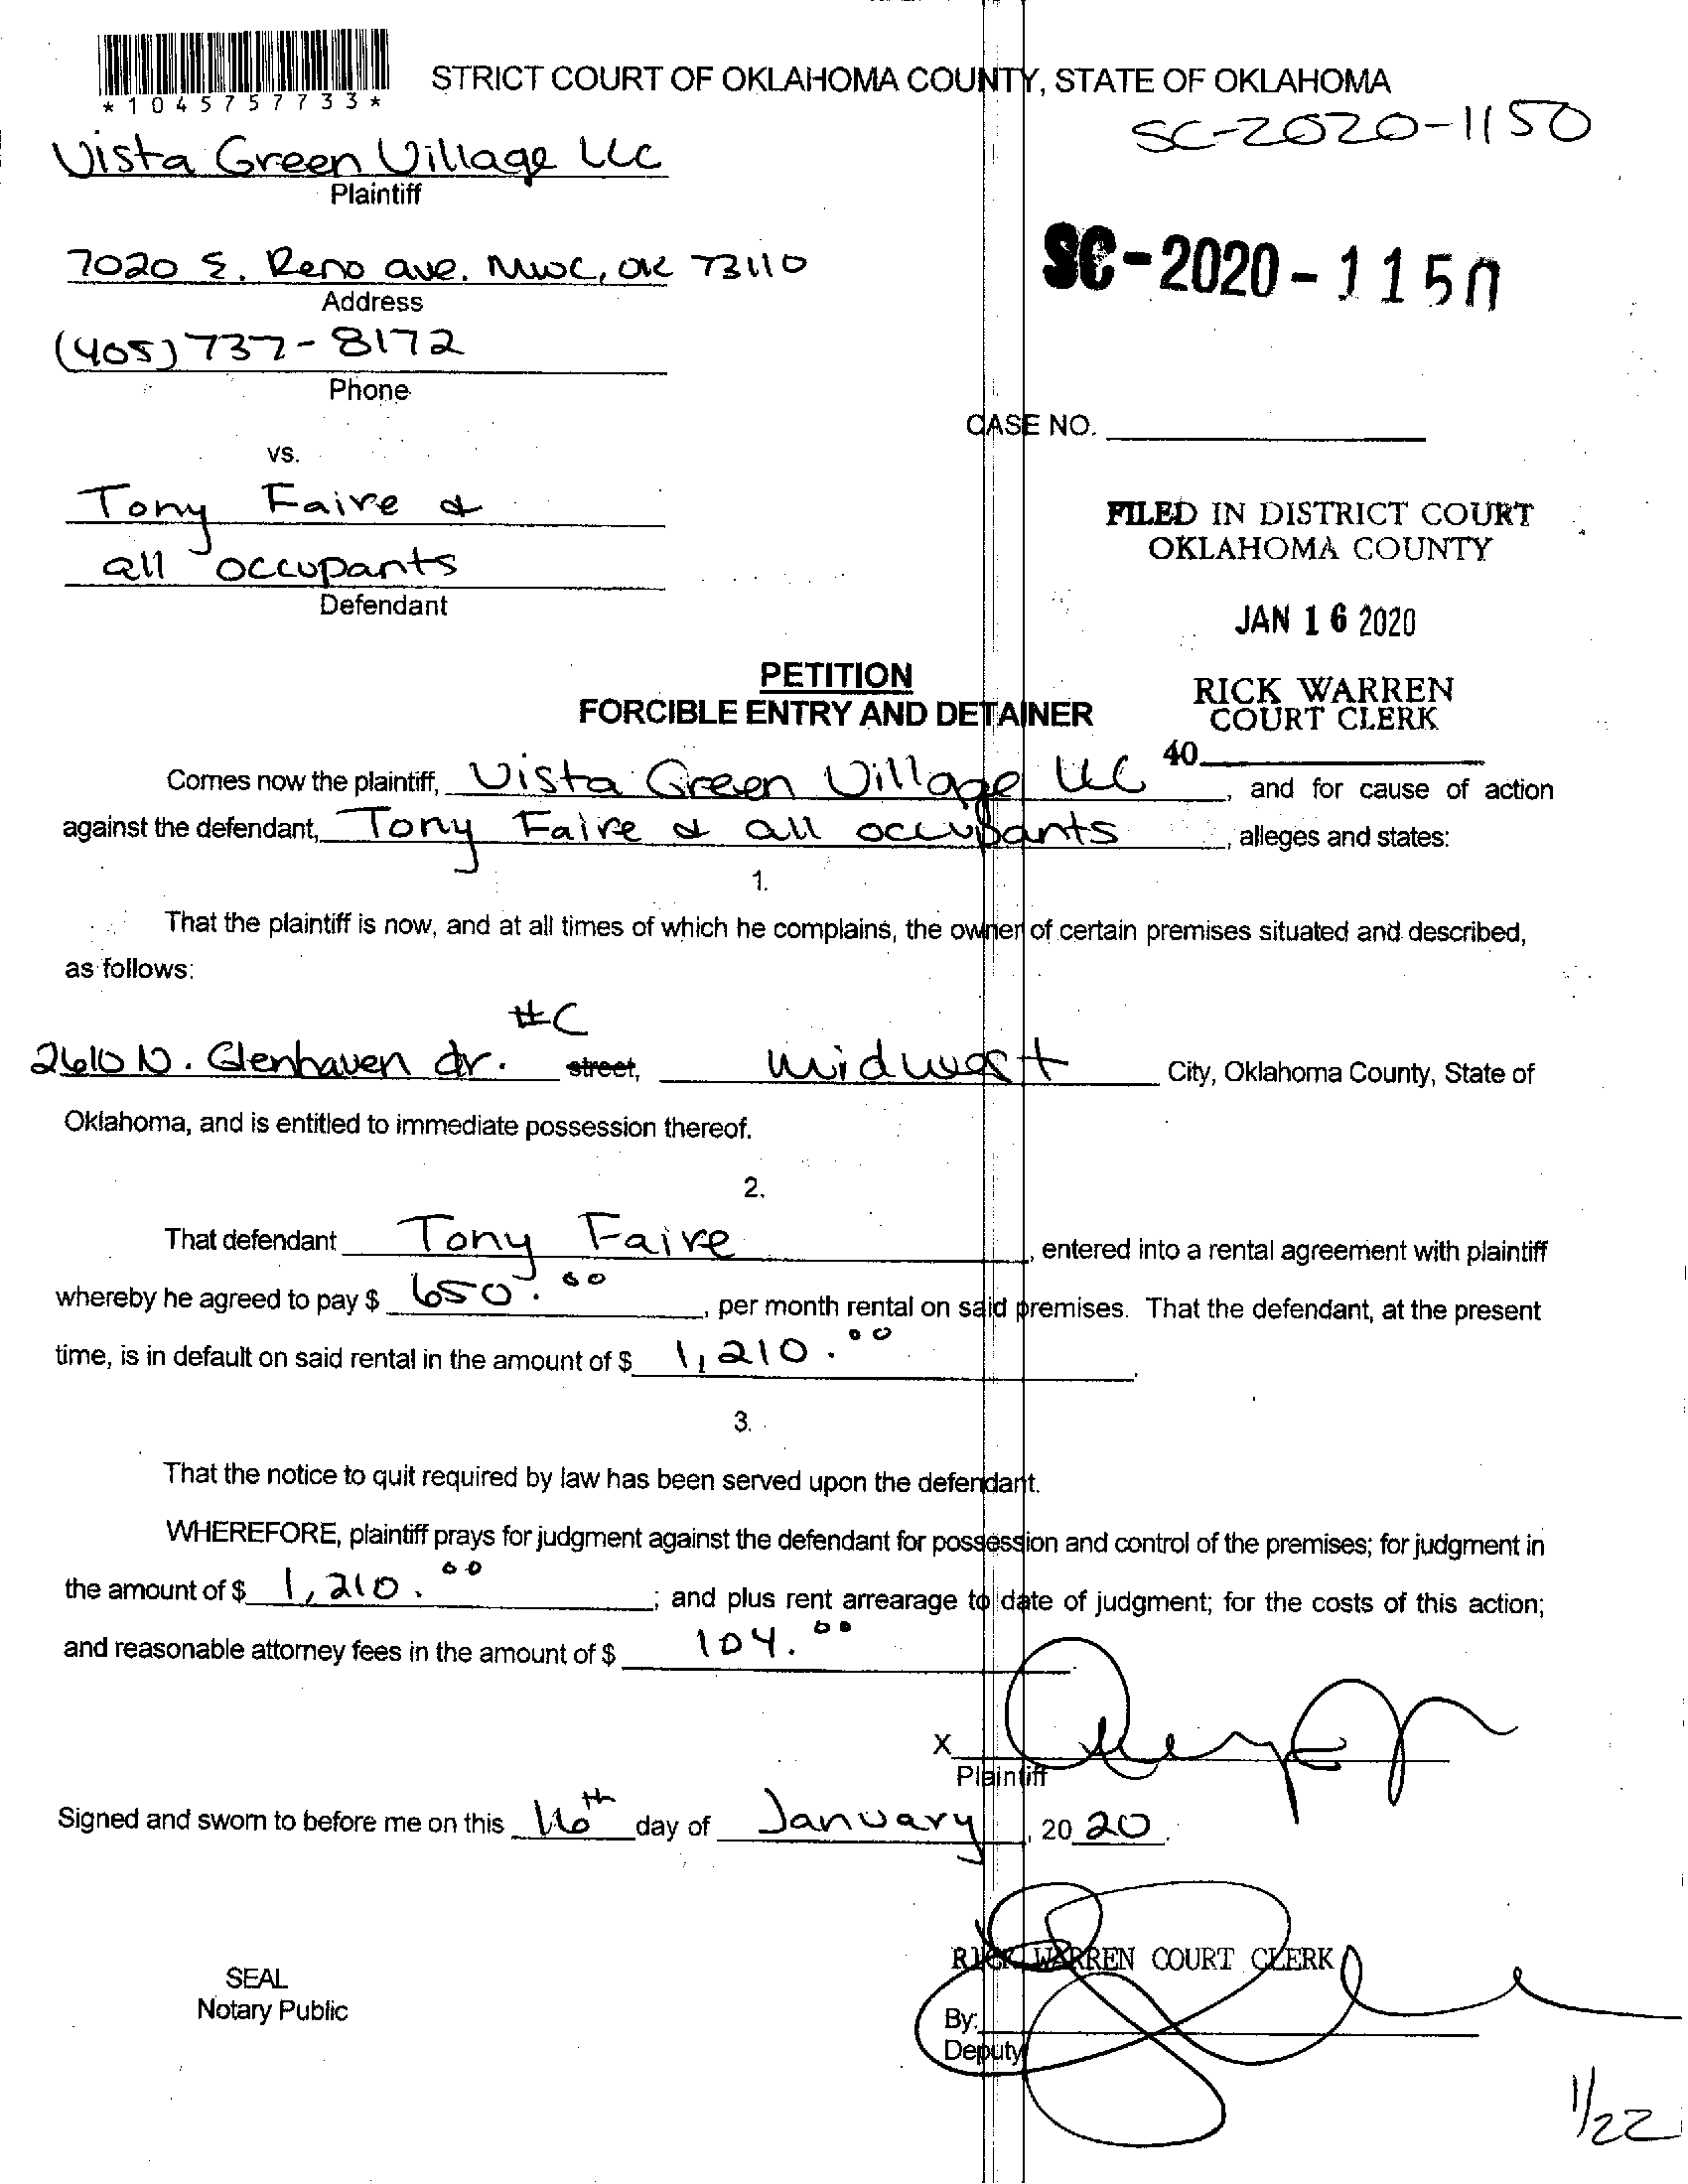 *1045757733*
STRICT COURT OF OKLAHOMA COUNTY, STATE OF OKLAHOMA
SC-2020-1150
Vista Green Village LLC
Plaintiff
7020 E. Reno ave. MWC, OK 73110
Address
SC-2020-1150
(405) 737-8172
Phone
CASE NO.
vs.
Tony Faire &
all occupants
Defendant
FILED IN DISTRICT COURT
OKLAHOMA COUNTY
JAN 16 2020
RICK WARREN
COURT CLERK
40
PETITION
FORCIBLE ENTRY AND DETAINER
Comes now the plaintiff, Vista Green Village LLC, and for cause of action
against the defendant, Tony Faire & all occupants, alleges and states:
1.
That the plaintiff is now, and at all times of which he complains, the owner of certain premises situated and described,
as follows:
#C
2610 N. Glenhaven dr. street, midwest City, Oklahoma County, State of
Oklahoma, and is entitled to immediate possession thereof.
2.
That defendant Tony Faire, entered into a rental agreement with plaintiff
whereby he agreed to pay $ 650.00, per month rental on said premises. That the defendant, at the present
time, is in default on said rental in the amount of $ 1,210.00.
3.
That the notice to quit required by law has been served upon the defendant.
WHEREFORE, plaintiff prays for judgment against the defendant for possession and control of the premises; for judgment in
the amount of $ 1,210.00; and plus rent arrearage to date of judgment; for the costs of this action;
and reasonable attorney fees in the amount of $ 104.00
X
Plaintiff
Signed and sworn to before me on this 16th day of January, 2020.
RICK WARREN COURT CLERK
SEAL
Notary Public
By:
Deputy
1/22